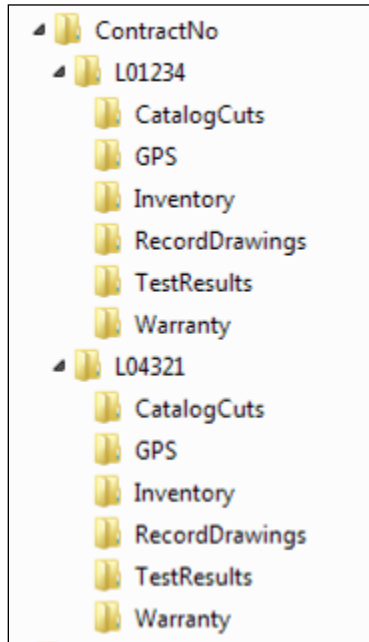 ContractNo
L01234
CatalogCuts
GPS
Inventory
RecordDrawings
TestResults
Warranty
L04321
CatalogCuts
GPS
Inventory
RecordDrawings
TestResults
Warranty